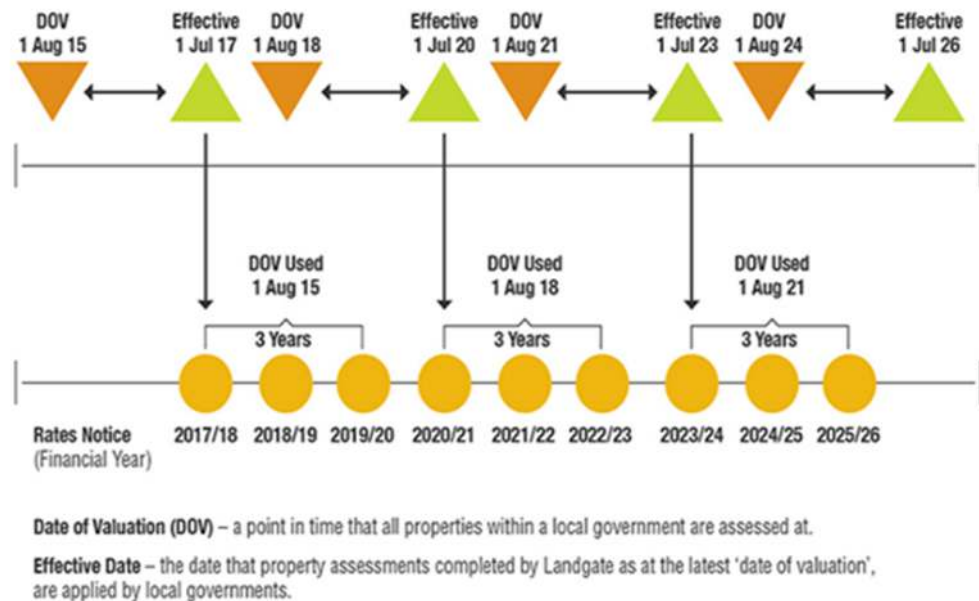 DOV
1 Aug 15
Effective
1 Jul 17
DOV
1 Aug 18
Effective
1 Jul 20
DOV
1 Aug 21
Effective
1 Jul 23
DOV
1 Aug 24
Effective
1 Jul 26
DOV Used
1 Aug 15
DOV Used
1 Aug 18
DOV Used
1 Aug 21
3 Years
3 Years
3 Years
Rates Notice
(Financial Year)
2017/18
2018/19
2019/20
2020/21
2021/22
2022/23
2023/24
2024/25
2025/26
Date of Valuation (DOV) – a point in time that all properties within a local government are assessed at.
Effective Date – the date that property assessments completed by Landgate as at the latest ‘date of valuation’,
are applied by local governments.